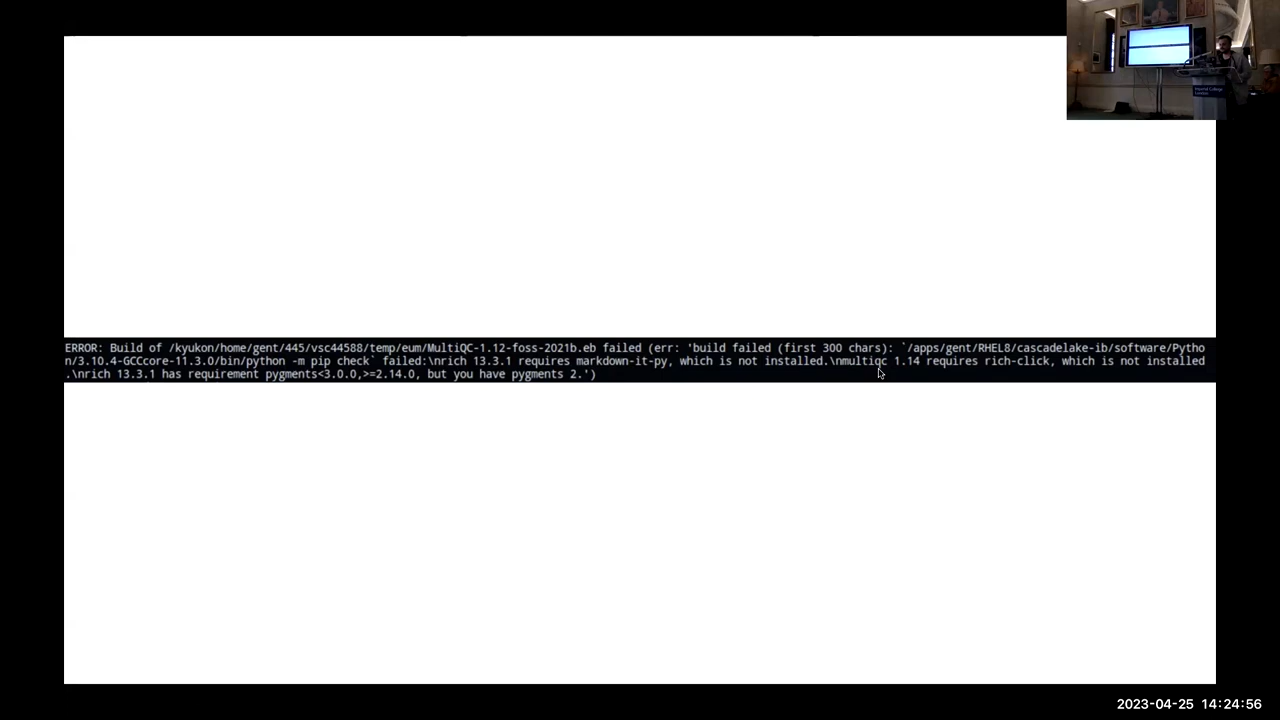 ERROR: Build of /kyukon/home/gent/445/vsc44588/temp/eum/MultiQC-1.12-foss-2021b.eb failed (err: 'build failed (first 300 chars): `/apps/gent/RHEL8/cascadelake-ib/software/Pytho
n/3.10.4-GCCcore-11.3.0/bin/python -m pip check` failed:\nrich 13.3.1 requires markdown-it-py, which is not installed.\nmultiqc 1.14 requires rich-click, which is not installed
.\nrich 13.3.1 has requirement pygments<3.0.0,>=2.14.0, but you have pygments 2.')
Imperial College
London
2023-04-25 14:24:56